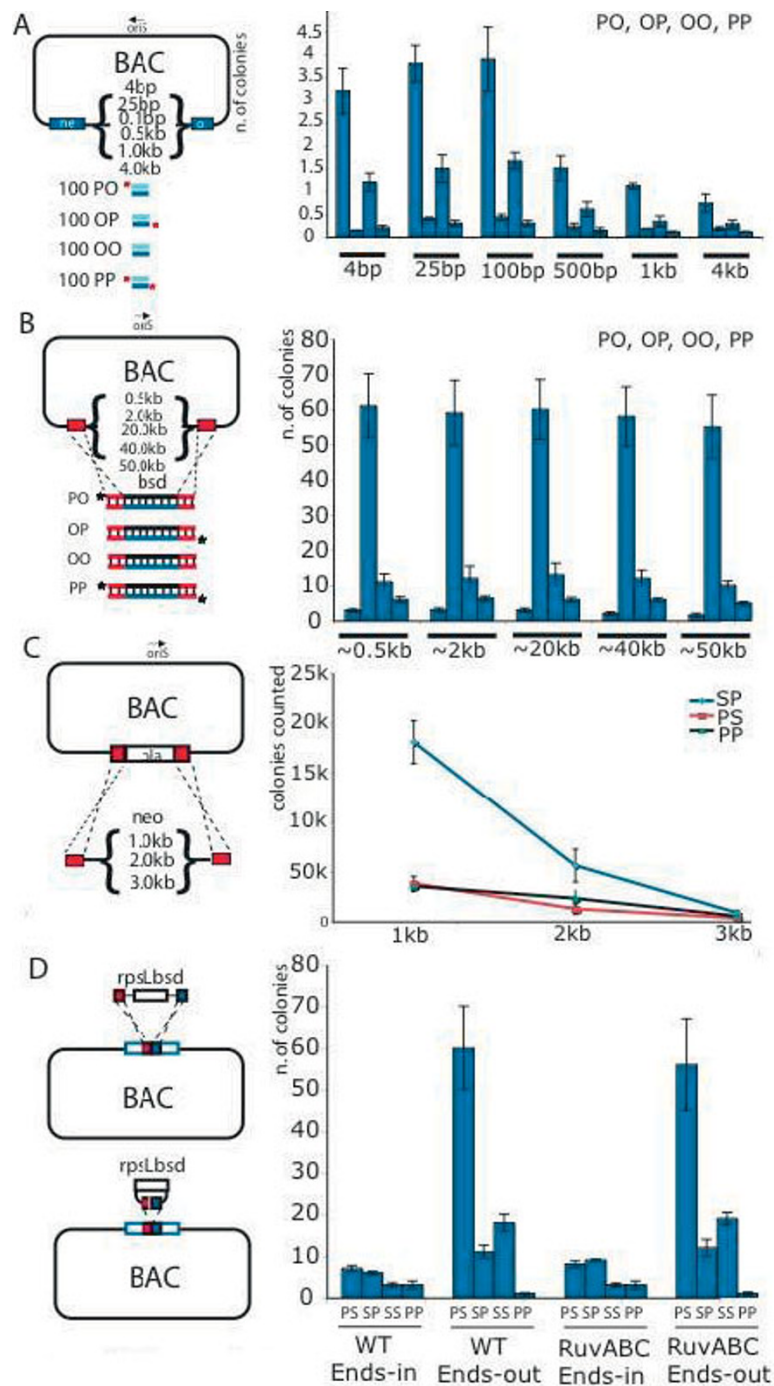 A
oriS
BAC
4bp
25bp
0.1bp
0.5kb
1.0kb
4.0kb
ne
o
100 PO
100 OP
100 OO
100 PP
n. of colonies
PO, OP, OO, PP
4.5
4
3.5
3
2.5
2
1.5
1
0.5
0
4bp 25bp 100bp 500bp 1kb 4kb
B
oriS
BAC
0.5kb
2.0kb
20.0kb
40.0kb
50.0kb
bsd
PO
OP
OO
PP
n. of colonies
PO, OP, OO, PP
80
70
60
50
40
30
20
10
0
~0.5kb ~2kb ~20kb ~40kb ~50kb
C
oriS
BAC
neo
1.0kb
2.0kb
3.0kb
colonies counted
25k
20k
15k
10k
50k
0
SP
PS
PP
1kb 2kb 3kb
D
rpsLbsd
BAC
rpsLbsd
BAC
n. of colonies
80
70
60
50
40
30
20
10
0
PS SP SS PP PS SP SS PP PS SP SS PP PS SP SS PP
WT WT RuvABC RuvABC
Ends-in Ends-out Ends-in Ends-out